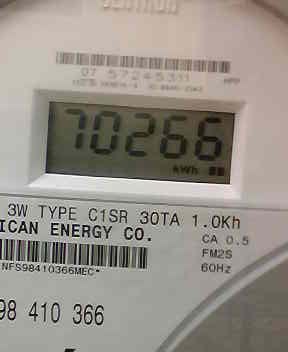 CENTRON
07 57245311
70266
kWh
3W TYPE C1SR 30TA 1.0Kh
ICAN ENERGY CO.
CA 0.5
FM2S
60Hz
NFS98410366MEC*
98 410 366